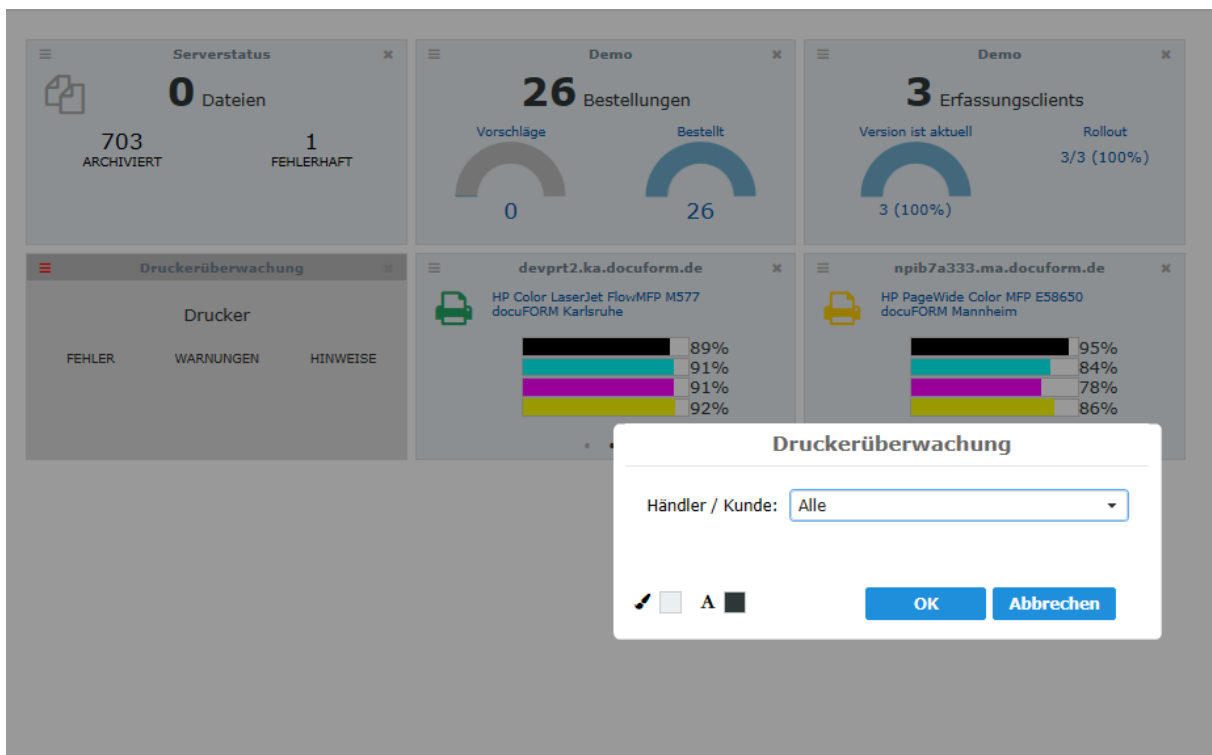 Serverstatus
0 Dateien
703
ARCHIVIERT
1
FEHLERHAFT
Demo
26 Bestellungen
Vorschläge
Bestellt
0
26
Demo
3 Erfassungsclients
Version ist aktuell
Rollout
3/3 (100%)
3 (100%)
Druckerüberwachung
Drucker
FEHLER
WARNUNGEN
HINWEISE
devprt2.ka.docuform.de
HP Color LaserJet FlowMFP M577
docuFORM Karlsruhe
89%
91%
91%
92%
npib7a333.ma.docuform.de
HP PageWide Color MFP E58650
docuFORM Mannheim
95%
84%
78%
86%
Druckerüberwachung
Händler / Kunde: Alle
A
OK
Abbrechen